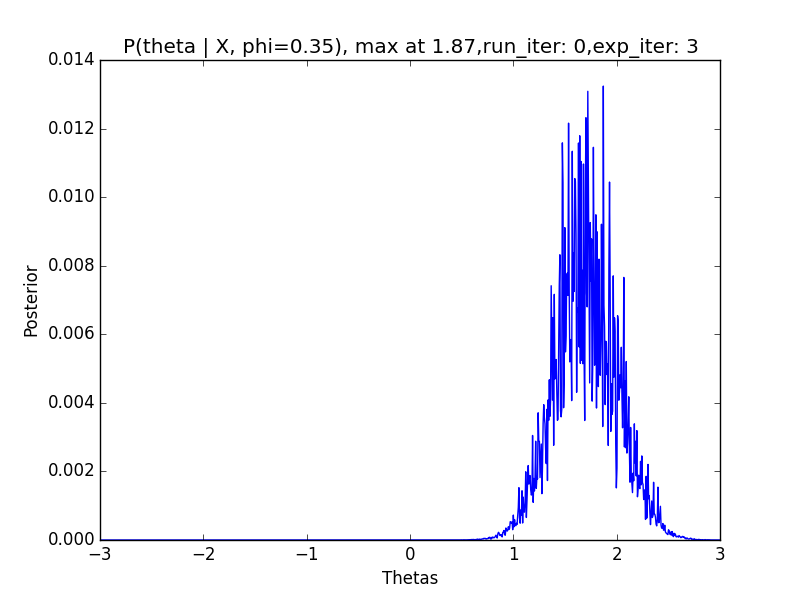 P(theta | X, phi=0.35), max at 1.87,run_iter: 0,exp_iter: 3
0.014
0.012
0.010
0.008
0.006
0.004
0.002
0.000
Posterior
−3 −2 −1 0 1 2 3
Thetas